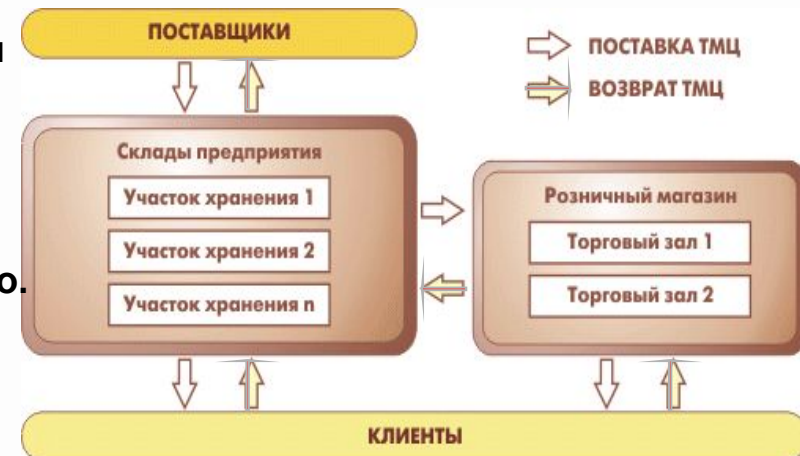 ПОСТАВЩИКИ
ПОСТАВКА ТМЦ
ВОЗВРАТ ТМЦ
Склады предприятия
Участок хранения 1
Участок хранения 2
Участок хранения n
Розничный магазин
Торговый зал 1
Торговый зал 2
о.
КЛИЕНТЫ